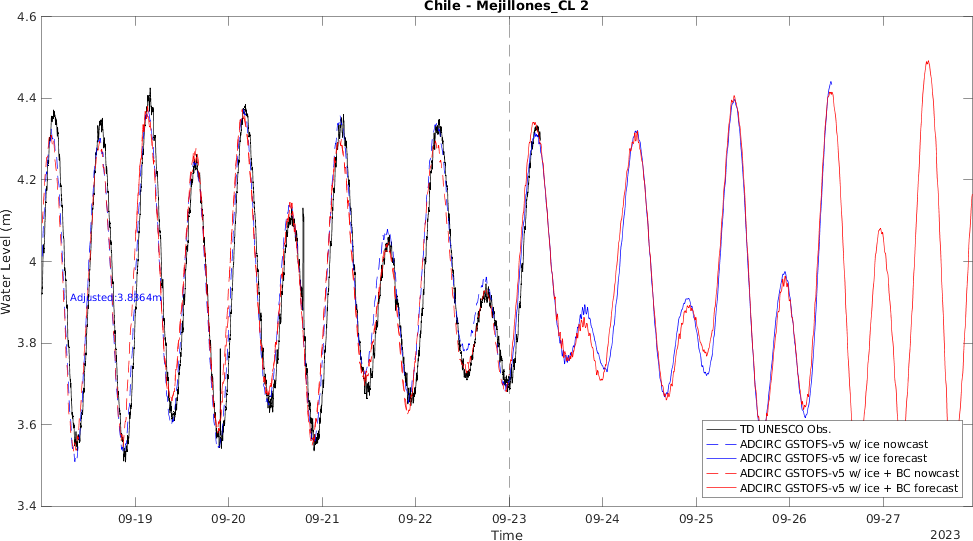 Chile - Mejillones_CL 2
4.6
4.4
4.2
4
3.8
3.6
3.4
Water Level (m)
Adjusted:3.8364m
TD UNESCO Obs.
ADCIRC GSTOFS-v5 w/ ice nowcast
ADCIRC GSTOFS-v5 w/ ice forecast
ADCIRC GSTOFS-v5 w/ ice + BC nowcast
ADCIRC GSTOFS-v5 w/ ice + BC forecast
09-19 09-20 09-21 09-22 09-23 09-24 09-25 09-26 09-27
Time
2023